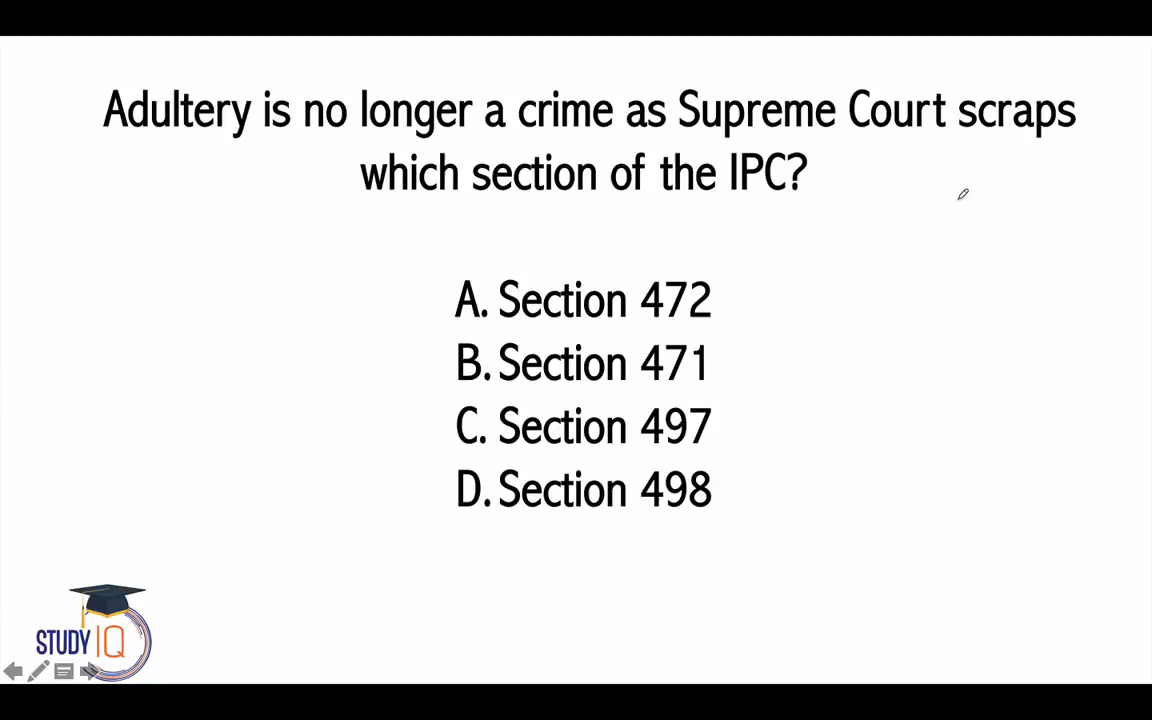 Adultery is no longer a crime as Supreme Court scraps
which section of the IPC?
A. Section 472
B. Section 471
C. Section 497
D. Section 498
STUDY IQ